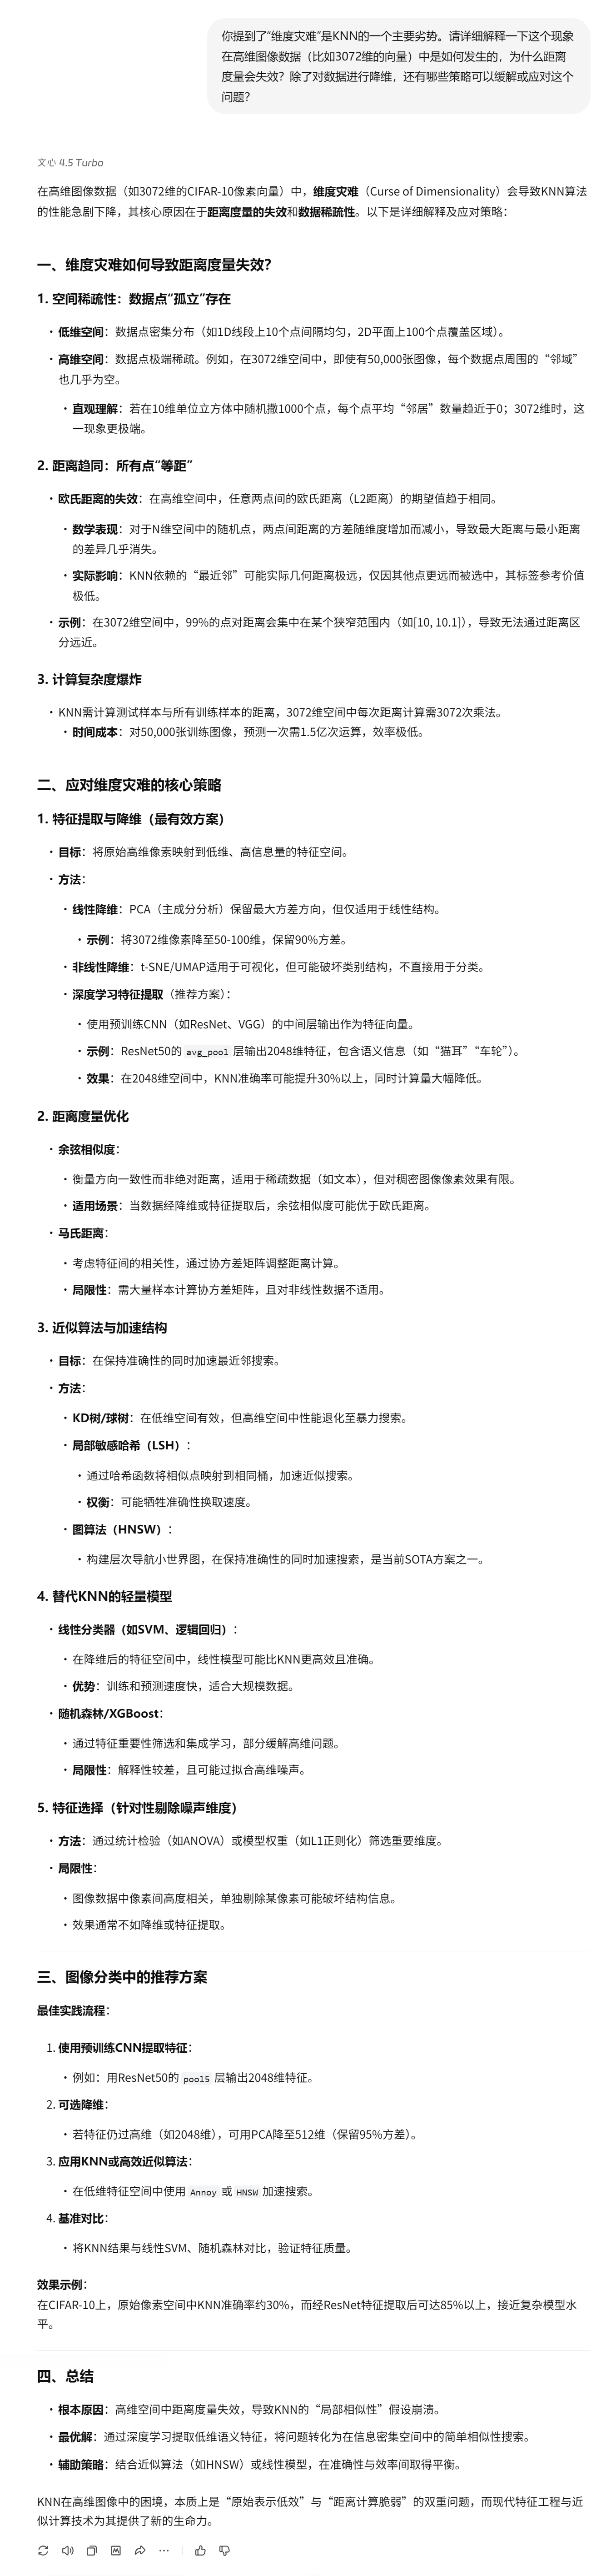 你提到了“维度灾难”是KNN的一个主要劣势。请详细解释一下这个现象
在高维图像数据（比如3072维的向量）中是如何发生的，为什么距离
度量会失效？除了对数据进行降维，还有哪些策略可以缓解或应对这个
问题？
文心 4.5 Turbo
在高维图像数据（如3072维的CIFAR-10像素向量）中，维度灾难（Curse of Dimensionality）会导致KNN算法
的性能急剧下降，其核心原因在于距离度量的失效和数据稀疏性。以下是详细解释及应对策略：
一、维度灾难如何导致距离度量失效？
1. 空间稀疏性：数据点“孤立”存在
• 低维空间：数据点密集分布（如1D线段上10个点间隔均匀，2D平面上100个点覆盖区域）。
• 高维空间：数据点极端稀疏。例如，在3072维空间中，即使有50,000张图像，每个数据点周围的“邻域”
也几乎为空。
• 直观理解：若在10维单位立方体中随机撒1000个点，每个点平均“邻居”数量趋近于0；3072维时，这
一现象更极端。
2. 距离趋同：所有点“等距”
• 欧氏距离的失效：在高维空间中，任意两点间的欧氏距离（L2距离）的期望值趋于相同。
• 数学表现：对于N维空间中的随机点，两点间距离的方差随维度增加而减小，导致最大距离与最小距离
的差异几乎消失。
• 实际影响：KNN依赖的“最近邻”可能实际几何距离极远，仅因其他点更远而被选中，其标签参考价值
极低。
• 示例：在3072维空间中，99%的点对距离会集中在某个狭窄范围内（如[10, 10.1]），导致无法通过距离区
分远近。
3. 计算复杂度爆炸
• KNN需计算测试样本与所有训练样本的距离，3072维空间中每次距离计算需3072次乘法。
• 时间成本：对50,000张训练图像，预测一次需1.5亿次运算，效率极低。
二、应对维度灾难的核心策略
1. 特征提取与降维（最有效方案）
• 目标：将原始高维像素映射到低维、高信息量的特征空间。
• 方法：
• 线性降维：PCA（主成分分析）保留最大方差方向，但仅适用于线性结构。
• 示例：将3072维像素降至50-100维，保留90%方差。
• 非线性降维：t-SNE/UMAP适用于可视化，但可能破坏类别结构，不直接用于分类。
• 深度学习特征提取（推荐方案）：
• 使用预训练CNN（如ResNet、VGG）的中间层输出作为特征向量。
• 示例：ResNet50的 avg_pool 层输出2048维特征，包含语义信息（如“猫耳”“车轮”）。
• 效果：在2048维空间中，KNN准确率可能提升30%以上，同时计算量大幅降低。
2. 距离度量优化
• 余弦相似度：
• 衡量方向一致性而非绝对距离，适用于稀疏数据（如文本），但对稠密图像像素效果有限。
• 适用场景：当数据经降维或特征提取后，余弦相似度可能优于欧氏距离。
• 马氏距离：
• 考虑特征间的相关性，通过协方差矩阵调整距离计算。
• 局限性：需大量样本计算协方差矩阵，且对非线性数据不适用。
3. 近似算法与加速结构
• 目标：在保持准确性的同时加速最近邻搜索。
• 方法：
• KD树/球树：在低维空间有效，但高维空间中性能退化至暴力搜索。
• 局部敏感哈希（LSH）：
• 通过哈希函数将相似点映射到相同桶，加速近似搜索。
• 权衡：可能牺牲准确性换取速度。
• 图算法（HNSW）：
• 构建层次导航小世界图，在保持准确性的同时加速搜索，是当前SOTA方案之一。
4. 替代KNN的轻量模型
• 线性分类器（如SVM、逻辑回归）：
• 在降维后的特征空间中，线性模型可能比KNN更高效且准确。
• 优势：训练和预测速度快，适合大规模数据。
• 随机森林/XGBoost：
• 通过特征重要性筛选和集成学习，部分缓解高维问题。
• 局限性：解释性较差，且可能过拟合高维噪声。
5. 特征选择（针对性剔除噪声维度）
• 方法：通过统计检验（如ANOVA）或模型权重（如L1正则化）筛选重要维度。
• 局限性：
• 图像数据中像素间高度相关，单独剔除某像素可能破坏结构信息。
• 效果通常不如降维或特征提取。
三、图像分类中的推荐方案
最佳实践流程：
1. 使用预训练CNN提取特征：
• 例如：用ResNet50的 pool5 层输出2048维特征。
2. 可选降维：
• 若特征仍过高维（如2048维），可用PCA降至512维（保留95%方差）。
3. 应用KNN或高效近似算法：
• 在低维特征空间中使用 Annoy 或 HNSW 加速搜索。
4. 基准对比：
• 将KNN结果与线性SVM、随机森林对比，验证特征质量。
效果示例：
在CIFAR-10上，原始像素空间中KNN准确率约30%，而经ResNet特征提取后可达85%以上，接近复杂模型水
平。
四、总结
• 根本原因：高维空间中距离度量失效，导致KNN的“局部相似性”假设崩溃。
• 最优解：通过深度学习提取低维语义特征，将问题转化为在信息密集空间中的简单相似性搜索。
• 辅助策略：结合近似算法（如HNSW）或线性模型，在准确性与效率间取得平衡。
KNN在高维图像中的困境，本质上是“原始表示低效”与“距离计算脆弱”的双重问题，而现代特征工程与近
似计算技术为其提供了新的生命力。